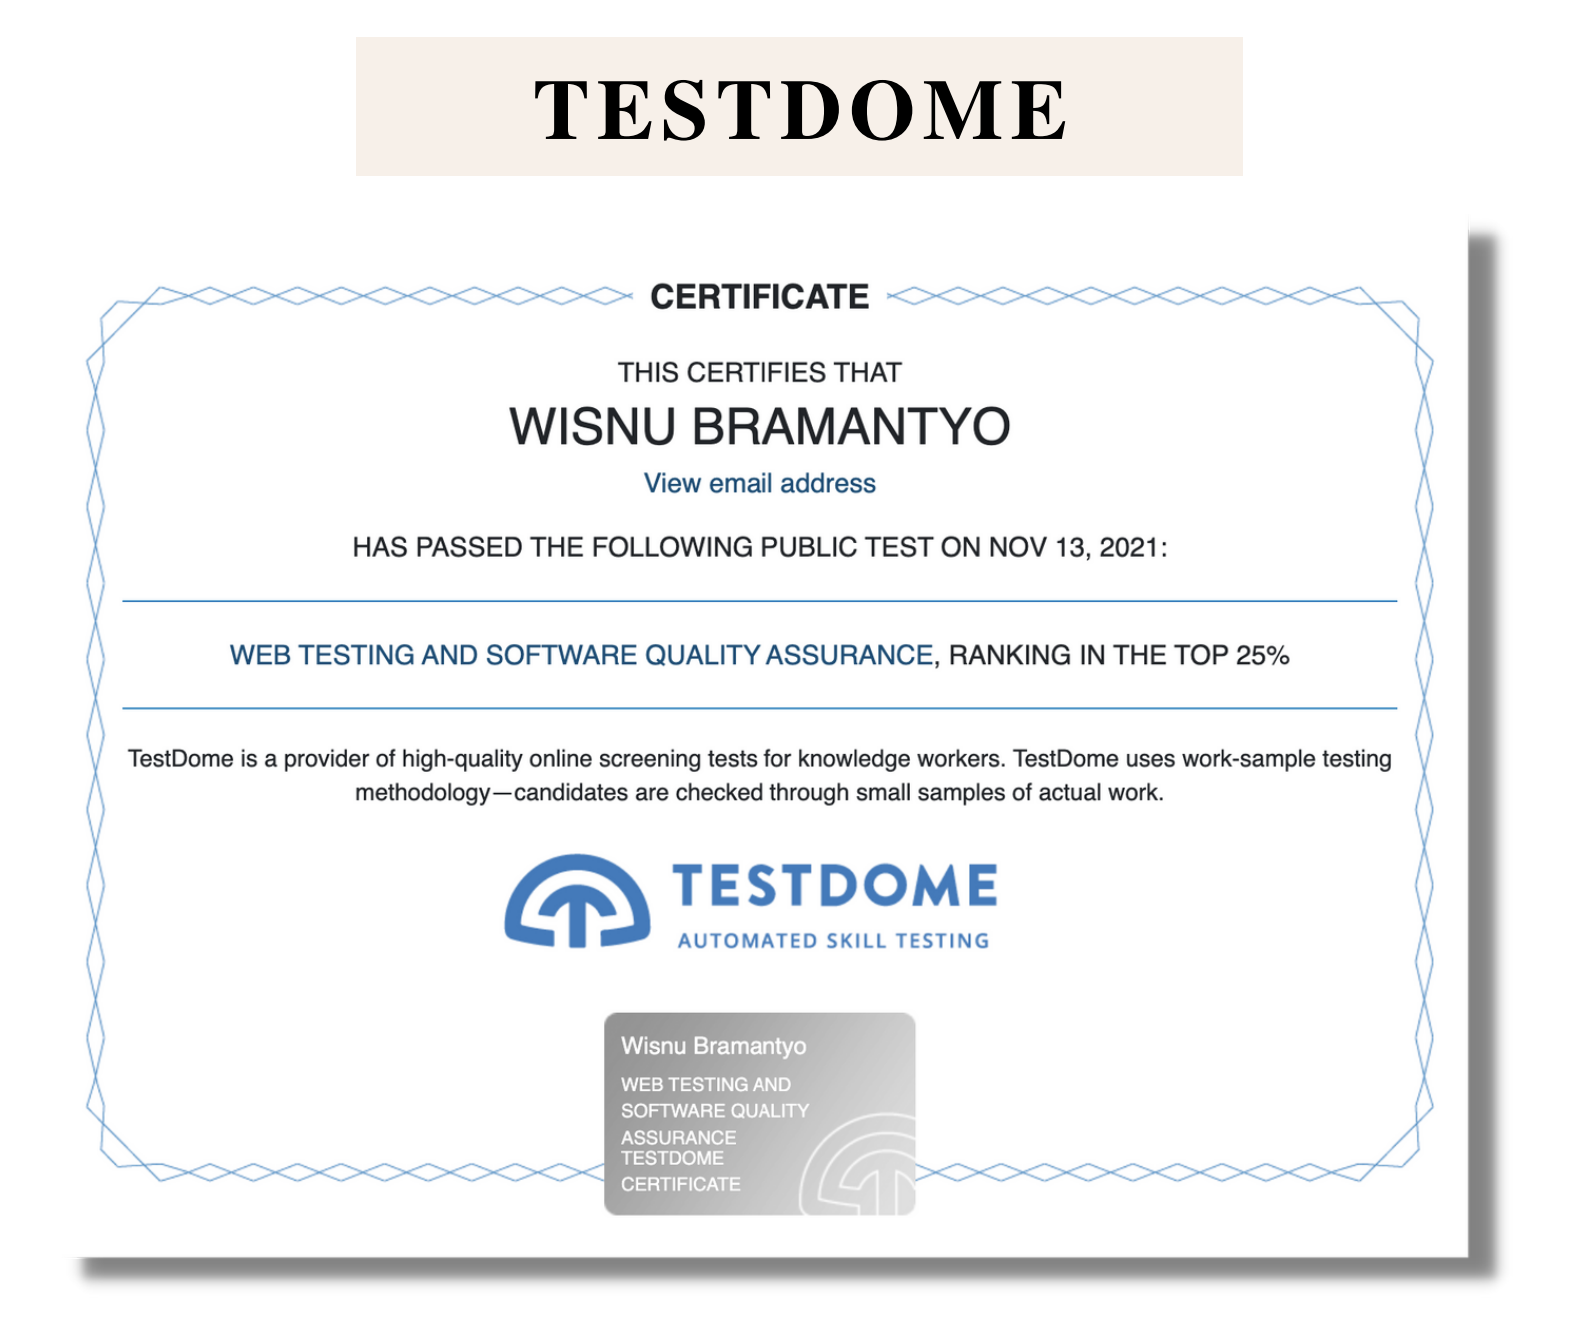 TESTDOME
CERTIFICATE
THIS CERTIFIES THAT
WISNU BRAMANTYO
View email address
HAS PASSED THE FOLLOWING PUBLIC TEST ON NOV 13, 2021:
WEB TESTING AND SOFTWARE QUALITY ASSURANCE, RANKING IN THE TOP 25%
TestDome is a provider of high-quality online screening tests for knowledge workers. TestDome uses work-sample testing
methodology—candidates are checked through small samples of actual work.
TESTDOME
AUTOMATED SKILL TESTING
Wisnu Bramantyo
WEB TESTING AND
SOFTWARE QUALITY
ASSURANCE
TESTDOME
CERTIFICATE